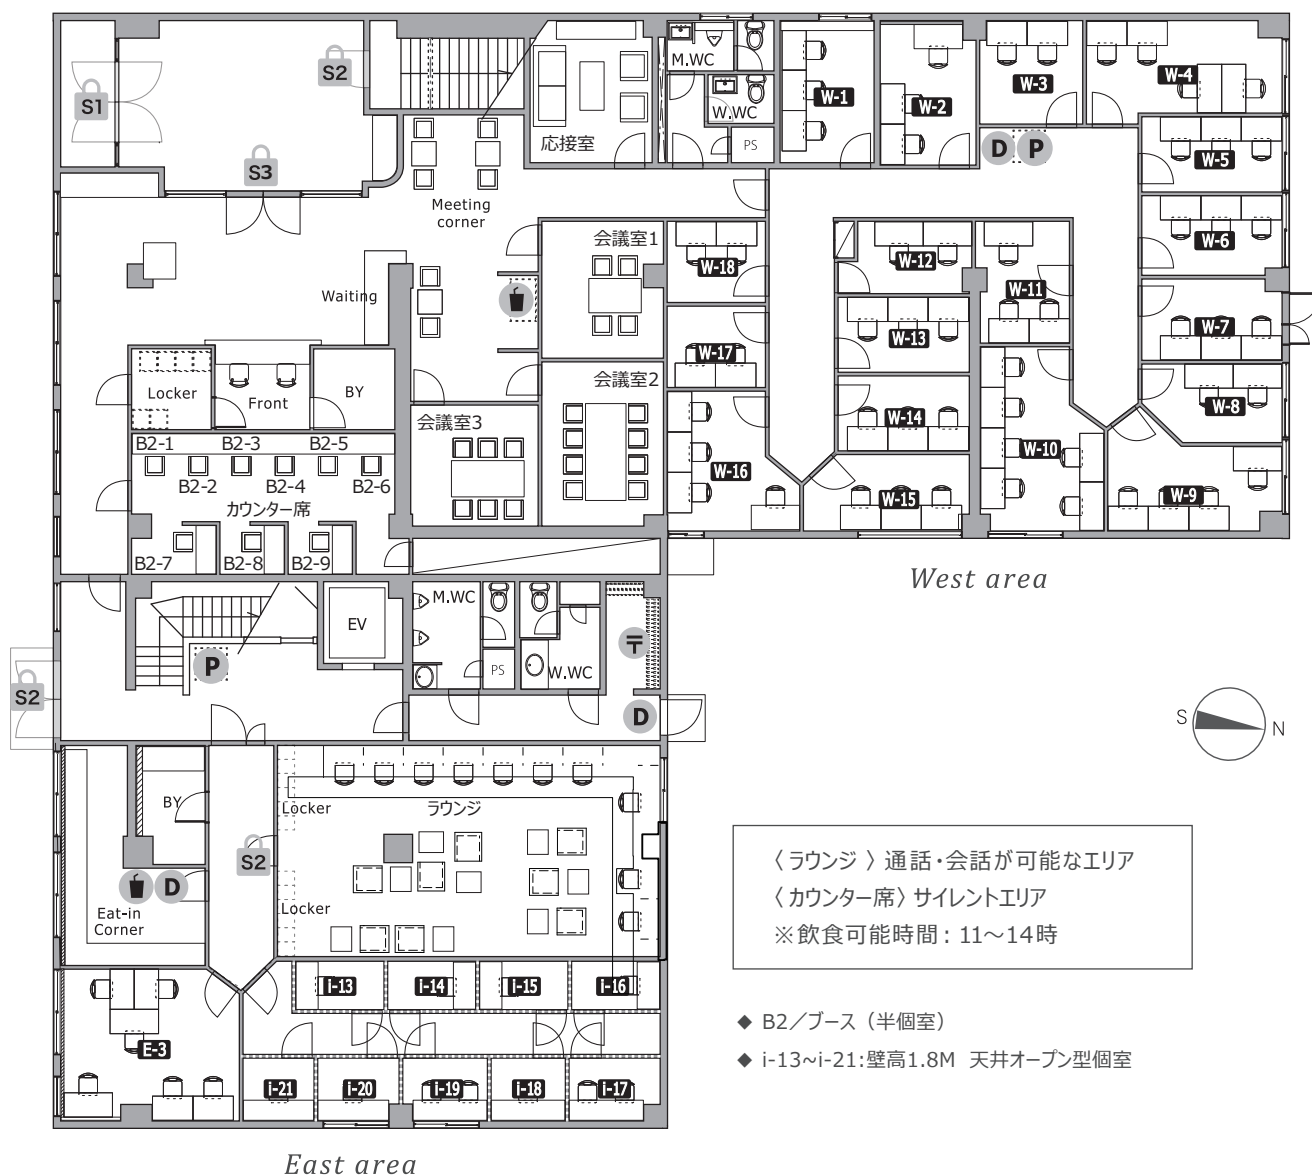 S1
S2
S3
応接室
M.WC
W.WC
PS
W-1
W-2
W-3
W-4
D
P
W-5
W-6
W-7
W-8
W-9
W-10
W-11
W-12
W-13
W-14
W-15
W-16
W-17
W-18
Meeting
corner
会議室1
Waiting
会議室2
会議室3
Locker
Front
BY
B2-1
B2-3
B2-5
B2-2
B2-4
B2-6
カウンター席
B2-7
B2-8
B2-9
West area
EV
M.WC
PS
W.WC
〒
P
S2
D
S
N
BY
Locker
ラウンジ
S2
D
Eat-in
Corner
Locker
〈 ラウンジ 〉 通話・会話が可能なエリア
〈 カウンター席〉 サイレントエリア
※飲食可能時間 : 11〜14時
i-13
i-14
i-15
i-16
◆ B2／ブース（半個室）
◆ i-13~i-21:壁高1.8M 天井オープン型個室
E-3
i-21
i-20
i-19
i-18
i-17
East area